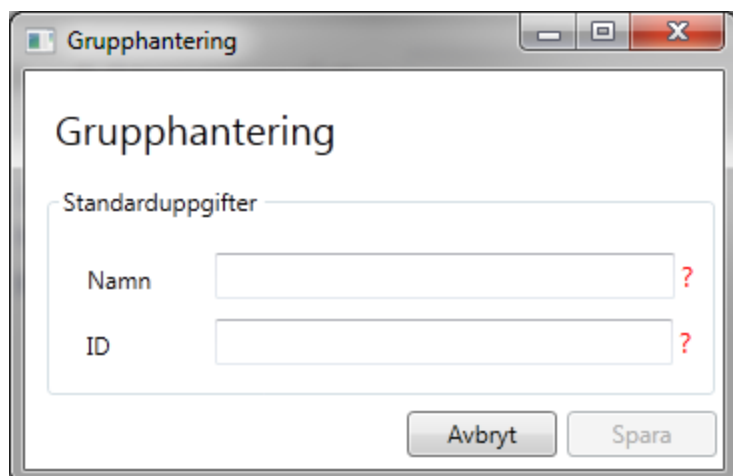 Grupphantering
Grupphantering
Standarduppgifter
Namn ?
ID ?
Avbryt Spara